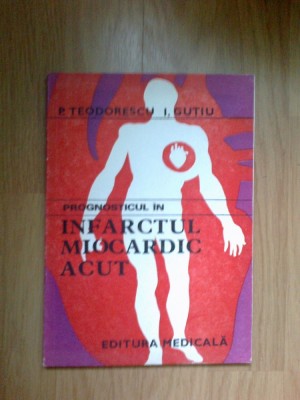 P. TEODORESCU I. GUTIU
PROGNOSTICUL ÎN
INFARCTUL
MIOCARDIC
ACUT
EDITURA MEDICALĂ